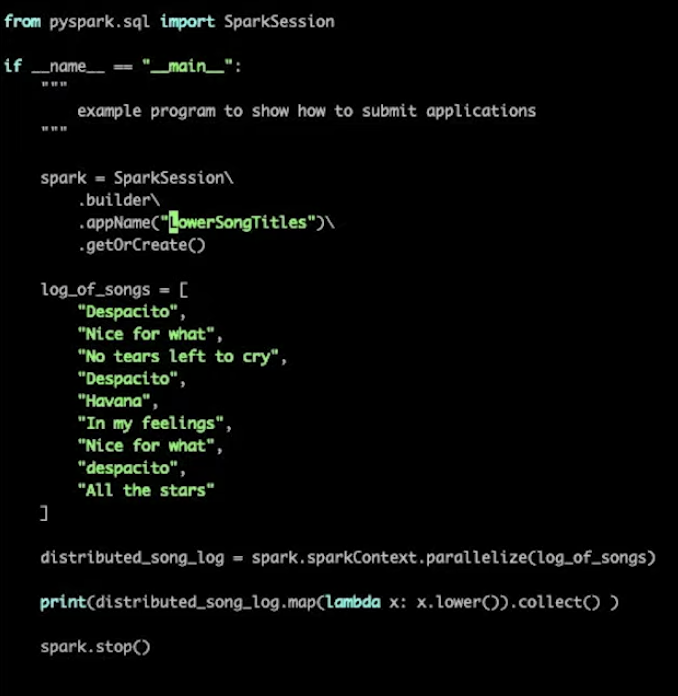 from pyspark.sql import SparkSession
if __name__ == "__main__":
"""
example program to show how to submit applications
"""
spark = SparkSession\
.builder\
.appName("LowerSongTitles")\
.getOrCreate()
log_of_songs = [
"Despacito",
"Nice for what",
"No tears left to cry",
"Despacito",
"Havana",
"In my feelings",
"Nice for what",
"despacito",
"All the stars"
]
distributed_song_log = spark.sparkContext.parallelize(log_of_songs)
print(distributed_song_log.map(lambda x: x.lower()).collect() )
spark.stop()